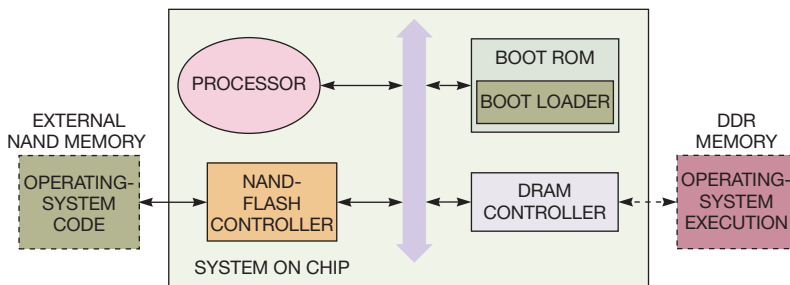 EXTERNAL
NAND MEMORY
OPERATING-
SYSTEM
CODE
PROCESSOR
NAND-
FLASH
CONTROLLER
SYSTEM ON CHIP
BOOT ROM
BOOT LOADER
DRAM
CONTROLLER
DDR
MEMORY
OPERATING-
SYSTEM
EXECUTION